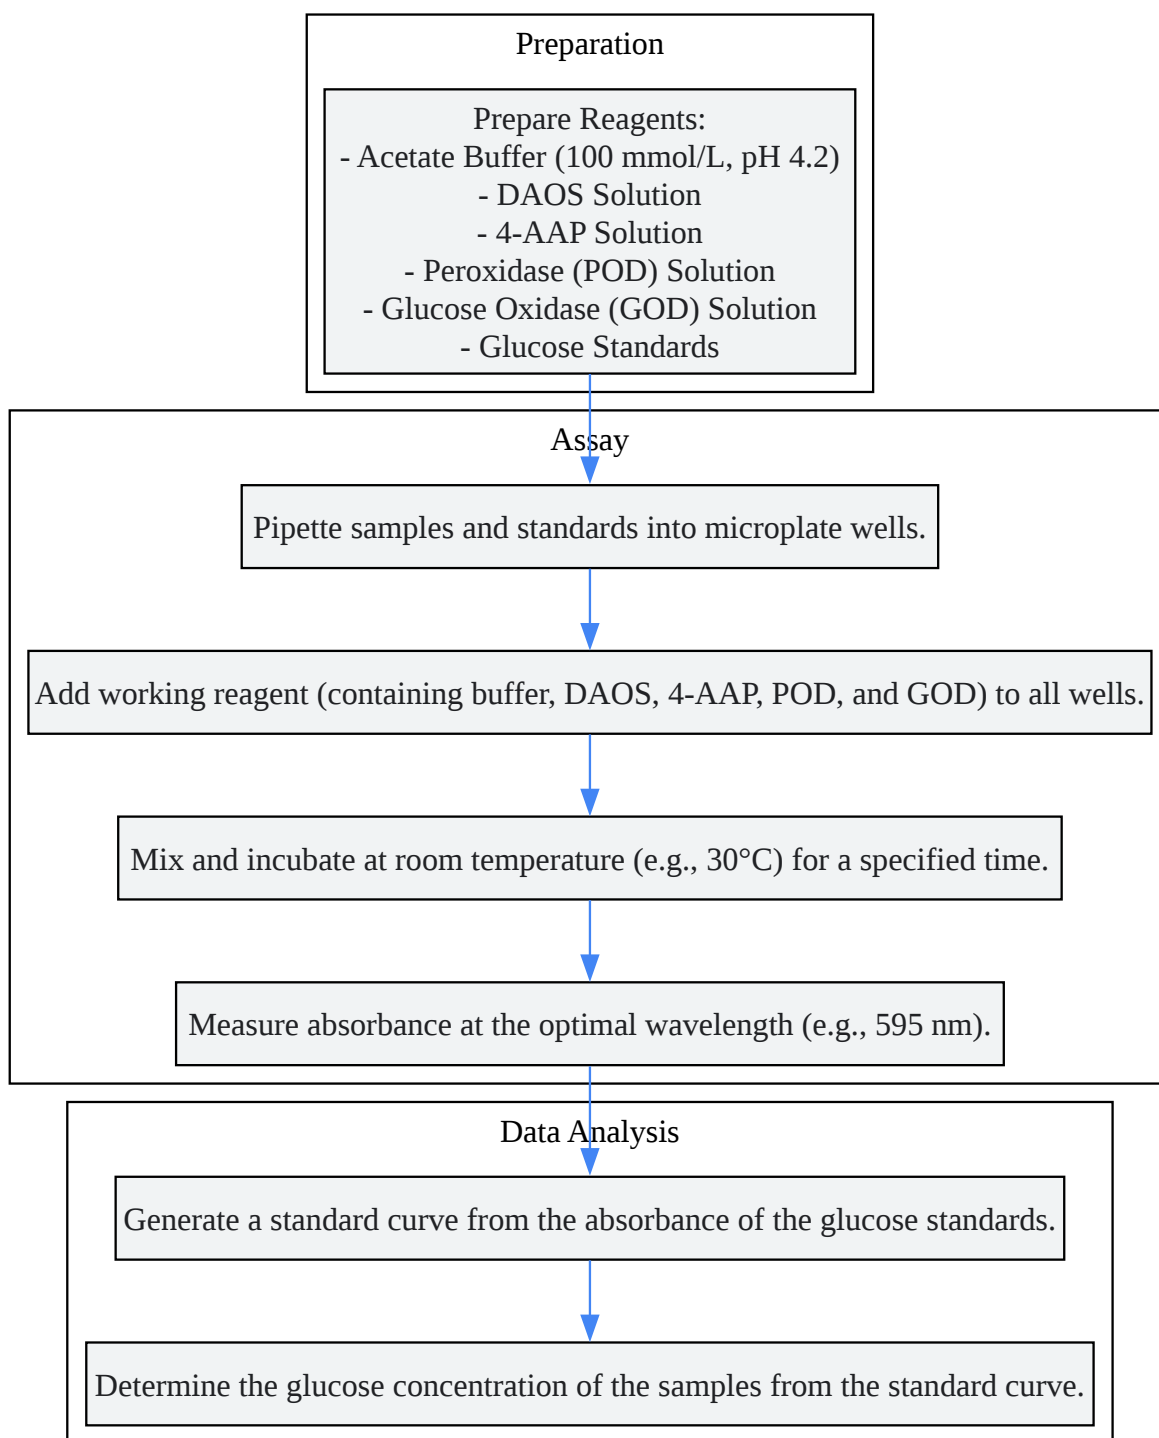 Preparation
Prepare Reagents:
- Acetate Buffer (100 mmol/L, pH 4.2)
- DAOS Solution
- 4-AAP Solution
- Peroxidase (POD) Solution
- Glucose Oxidase (GOD) Solution
- Glucose Standards
Assay
Pipette samples and standards into microplate wells.
Add working reagent (containing buffer, DAOS, 4-AAP, POD, and GOD) to all wells.
Mix and incubate at room temperature (e.g., 30°C) for a specified time.
Measure absorbance at the optimal wavelength (e.g., 595 nm).
Data Analysis
Generate a standard curve from the absorbance of the glucose standards.
Determine the glucose concentration of the samples from the standard curve.